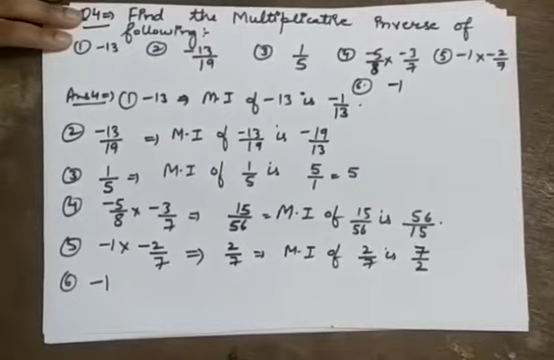 Q4=> Find the Multiplicative Inverse of
following:-
① -13 ② -13/19 ③ 1/5 ④ -5/8 × -3/7 ⑤ -1 × -2/7
⑥ -1
Ans4=> ① -13 => M.I of -13 is -1/13.
② -13/19 => M.I of -13/19 is -19/13
③ 1/5 => M.I of 1/5 is 5/1 = 5
④ -5/8 × -3/7 => 15/56 = M.I of 15/56 is 56/15.
⑤ -1 × -2/7 => 2/7 => M.I of 2/7 is 7/2
⑥ -1